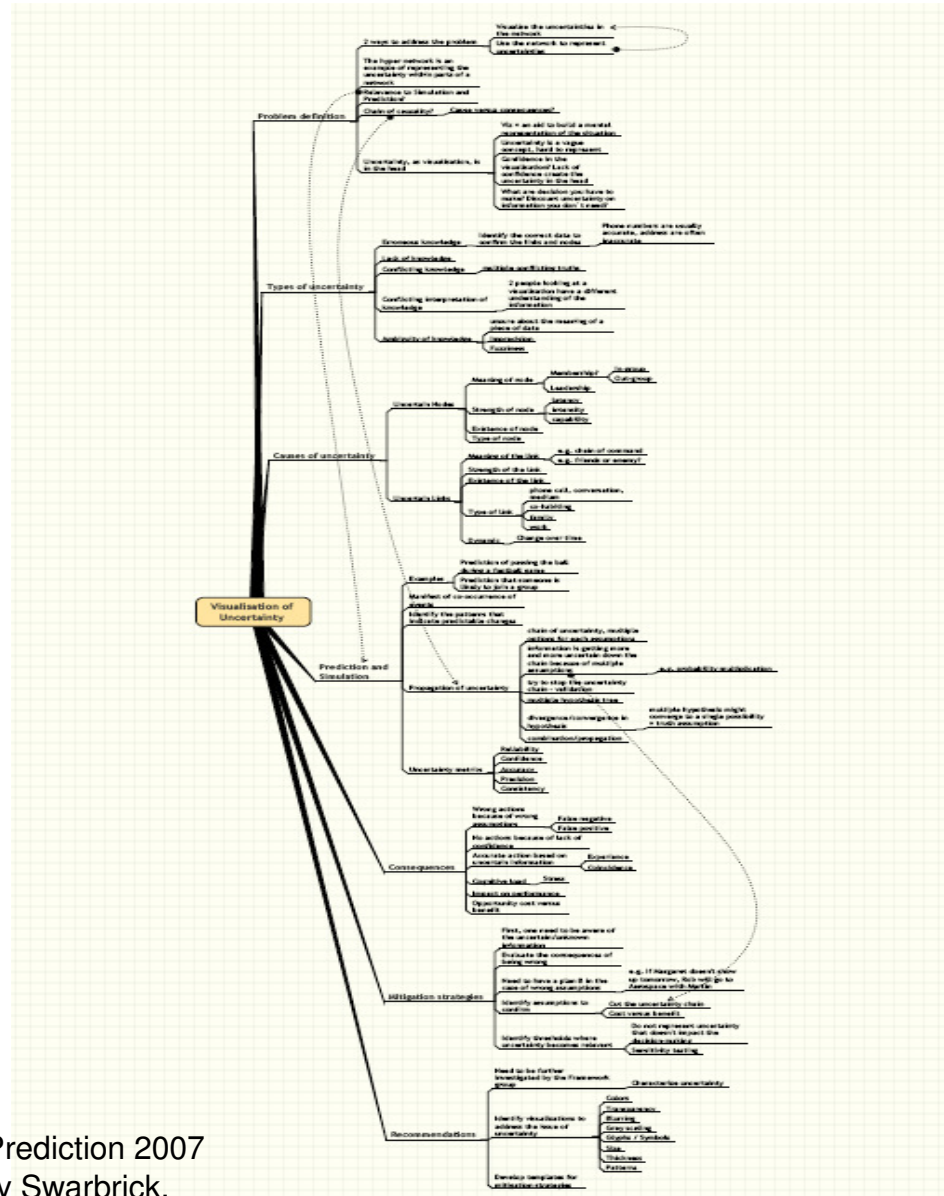 Visualise the uncertainties in
the network
2 ways to address the problem
Use the network to represent
uncertainties
The hyper network is an
example of representing the
uncertainty within parts of a
network
Relevance to Simulation and
Prediction?
Problem definition
Chain of causality?
Cause versus consequences?
Viz = an aid to build a mental
representation of the situation
Uncertainty is a vague
concept, hard to represent
Uncertainty, as visualisation, is
in the head
Confidence in the
visualisation? Lack of
confidence create the
uncertainty in the head
What are decision you have to
make? Discount uncertainty on
information you don't need?
Types of uncertainty
Erroneous knowledge
Identify the correct data to
confirm the links and nodes
Phone numbers are usually
accurate, address are often
inaccurate
Lack of knowledge
Conflicting knowledge
multiple conflicting truths
Conflicting interpretation of
knowledge
2 people looking at a
visualisation have a different
understanding of the
information
Ambiguity of knowledge
unsure about the meaning of a
piece of data
Imprecision
Fuzziness
Causes of uncertainty
Uncertain Nodes
Meaning of node
Membership?
In-group
Out-group
Leadership
Strength of node
latency
intensity
capability
Existence of node
Type of node
Uncertain Links
Meaning of the link
e.g. chain of command
e.g. friends or enemy?
Strength of the link
Existence of the link
Type of link
phone call, conversation,
medium
co-habiting
family
work
Dynamic
Change over time
Visualisation of
Uncertainty
Prediction and
Simulation
Examples
Prediction of passing the ball
during a football game
Prediction that someone is
likely to join a group
Manifest of co-occurrence of
events
Identify the patterns that
indicate predictable changes
Propagation of uncertainty
chain of uncertainty, multiple
options for each assumptions
information is getting more
and more uncertain down the
chain because of multiple
assumptions
e.g. probability multiplication
try to stop the uncertainty
chain - validation
multiple hypothesis tree
divergence/convergence in
hypothesis
multiple hypothesis might
converge to a single possibility
= truth assumption
combination/propagation
Uncertainty metrics
Reliability
Confidence
Accuracy
Precision
Consistency
Consequences
Wrong actions
because of wrong
assumptions
False negative
False positive
No actions because of lack of
confidence
Accurate action based on
uncertain information
Experience
Coincidence
Cognitive load
Stress
Impact on performance
Opportunity cost versus
benefit
Mitigation strategies
First, one need to be aware of
the uncertain/unknown
information
Evaluate the consequences of
being wrong
Need to have a plan B in the
case of wrong assumptions
e.g. if Margaret doesn't show
up tomorrow, Rob will go to
Aerospace with Martin
Identify assumptions to
confirm
Cut the uncertainty chain
Cost versus benefit
Identify thresholds where
uncertainty becomes relevant
Do not represent uncertainty
that doesn't impact the
decision-making
Sensitivity testing
Recommendations
Need to be further
investigated by the Framework
group
Characterise uncertainty
Identify visualisations to
address the issue of
uncertainty
Colors
Transparency
Blurring
Grey scaling
Glyphs / Symbols
Size
Thickness
Patterns
Develop templates for
mitigation strategies
Prediction 2007
y Swarbrick,